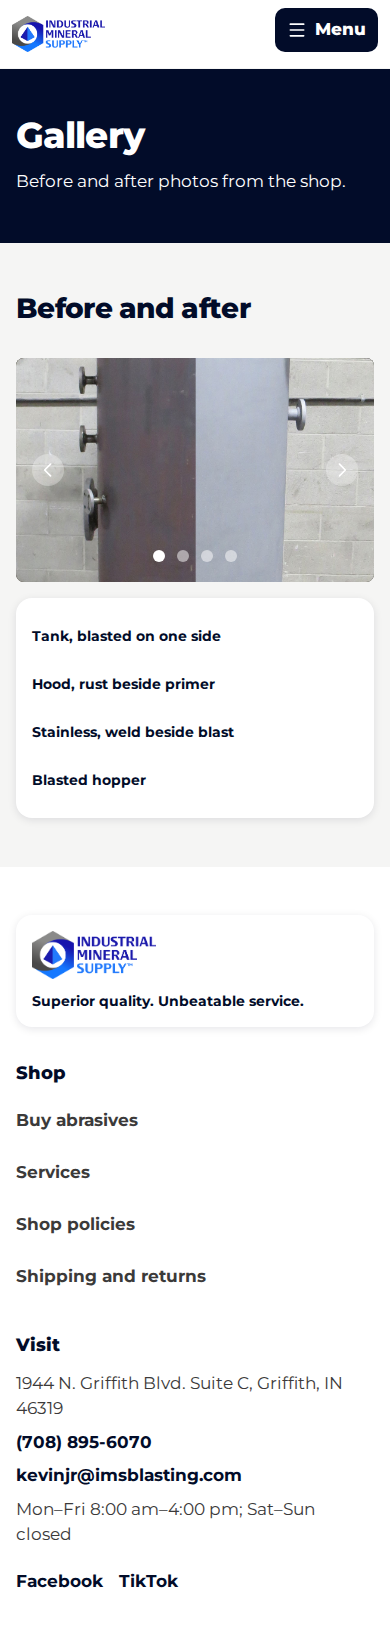 INDUSTRIAL
MINERAL
SUPPLY™
Menu
Gallery
Before and after photos from the shop.
Before and after
Tank, blasted on one side
Hood, rust beside primer
Stainless, weld beside blast
Blasted hopper
INDUSTRIAL
MINERAL
SUPPLY™
Superior quality. Unbeatable service.
Shop
Buy abrasives
Services
Shop policies
Shipping and returns
Visit
1944 N. Griffith Blvd. Suite C, Griffith, IN
46319
(708) 895-6070
kevinjr@imsblasting.com
Mon–Fri 8:00 am–4:00 pm; Sat–Sun
closed
Facebook TikTok